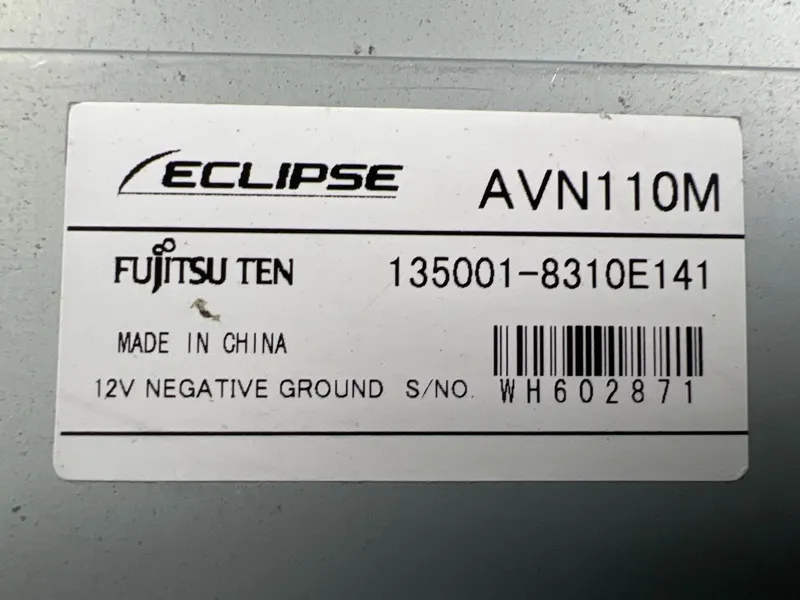 ECLIPSE AVN110M
FUJITSU TEN 135001-8310E141
MADE IN CHINA
12V NEGATIVE GROUND S/NO. WH602871